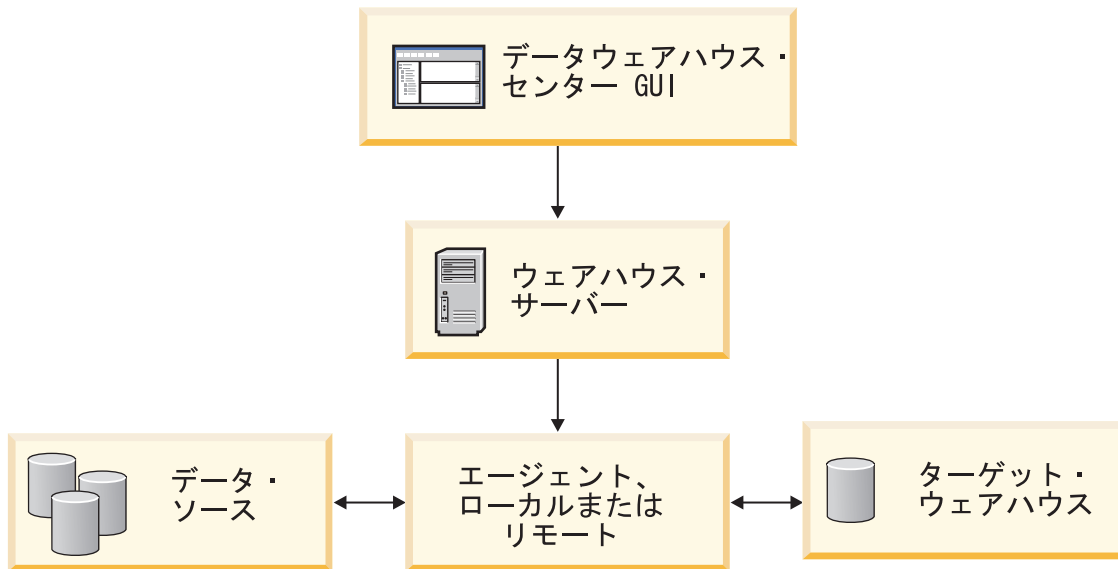 データウェアハウス・
センター GUI
ウェアハウス・
サーバー
データ・
ソース
エージェント、
ローカルまたは
リモート
ターゲット・
ウェアハウス